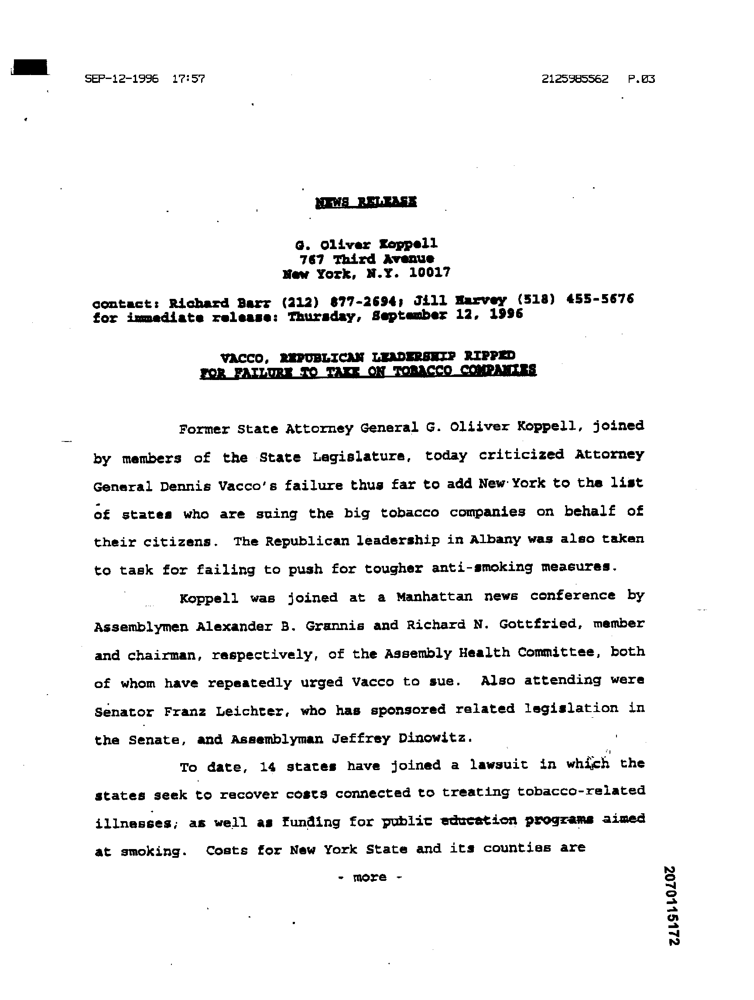 SEP-12-1996 17:57 2125985562 P.03
NEWS RELEASE
G. Oliver Koppell
767 Third Avenue
New York, N.Y. 10017
contact: Richard Barr (212) 877-2694; Jill Harvey (518) 455-5676
for immediate release: Thursday, September 12, 1996
VACCO, REPUBLICAN LEADERSHIP RIPPED
FOR FAILURE TO TAKE ON TOBACCO COMPANIES
Former State Attorney General G. Oliiver Koppell, joined
by members of the State Legislature, today criticized Attorney
General Dennis Vacco's failure thus far to add New York to the list
of states who are suing the big tobacco companies on behalf of
their citizens. The Republican leadership in Albany was also taken
to task for failing to push for tougher anti-smoking measures.
Koppell was joined at a Manhattan news conference by
Assemblymen Alexander B. Grannis and Richard N. Gottfried, member
and chairman, respectively, of the Assembly Health Committee, both
of whom have repeatedly urged Vacco to sue. Also attending were
Senator Franz Leichter, who has sponsored related legislation in
the Senate, and Assemblyman Jeffrey Dinowitz.
To date, 14 states have joined a lawsuit in which the
states seek to recover costs connected to treating tobacco-related
illnesses, as well as funding for public education programs aimed
at smoking. Costs for New York State and its counties are
- more -
2070115172